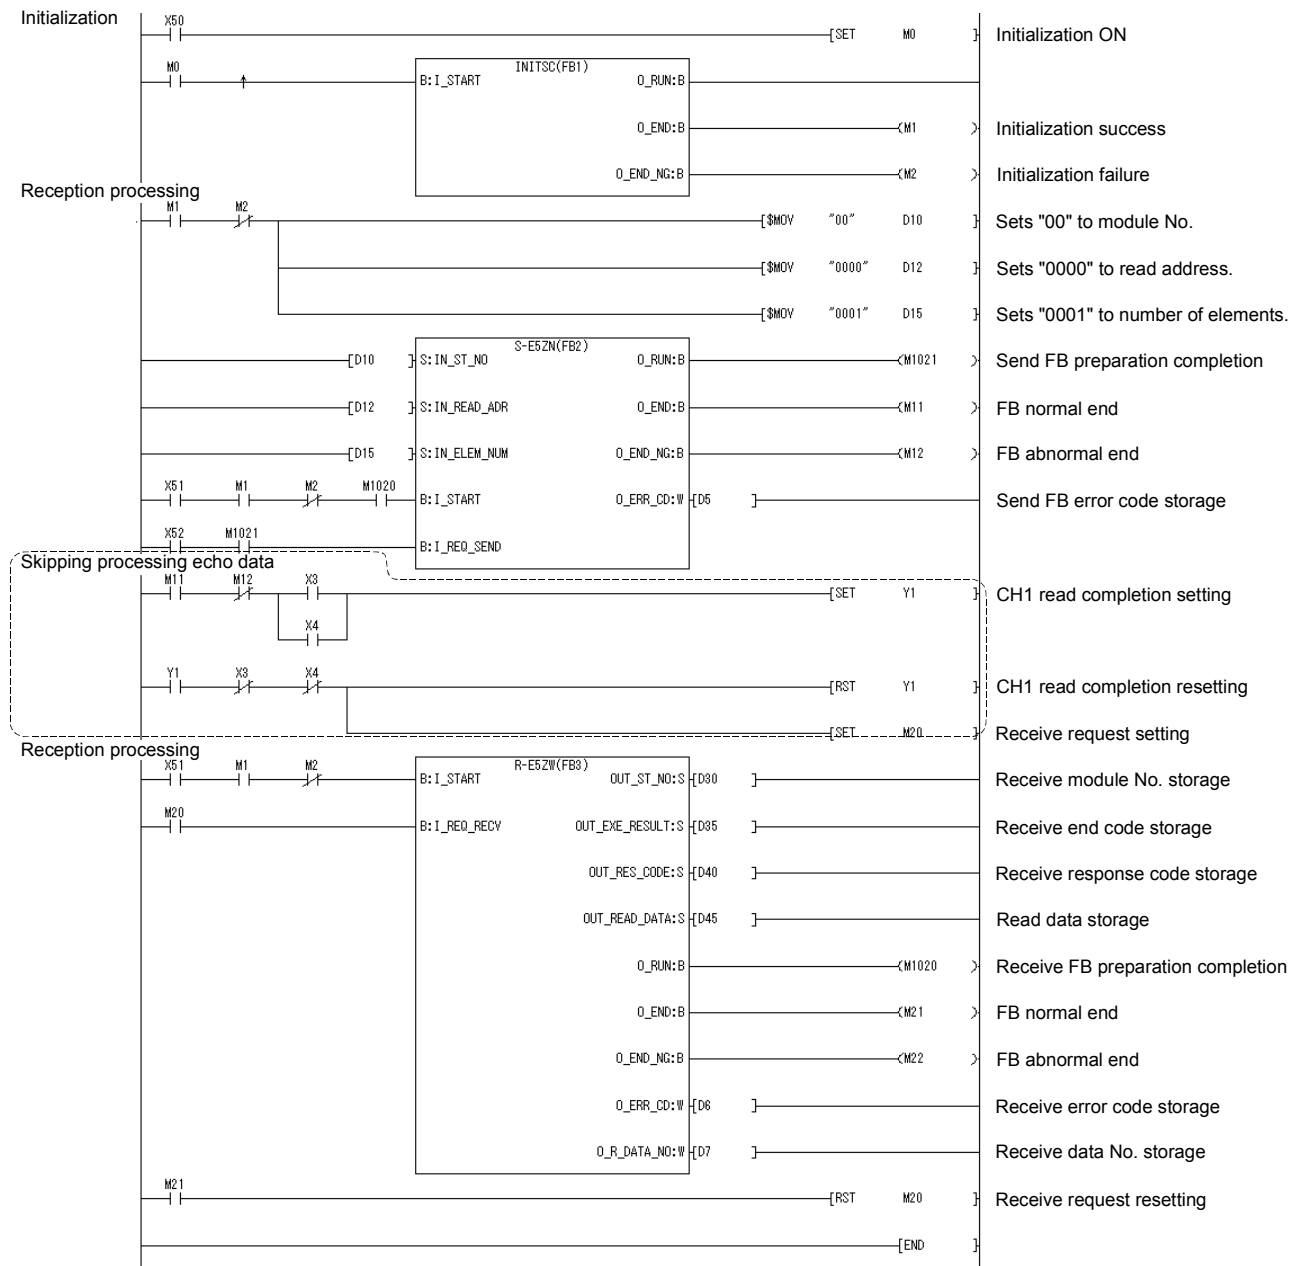 Initialization
X50
[SET M0 ] Initialization ON
M0
INITSC(FB1)
B:I_START O_RUN:B
O_END:B (M1 ) Initialization success
O_END_NG:B (M2 ) Initialization failure
Reception processing
M1 M2
[$MOV "00" D10 ] Sets "00" to module No.
[$MOV "0000" D12 ] Sets "0000" to read address.
[$MOV "0001" D15 ] Sets "0001" to number of elements.
S-E5ZN(FB2)
[D10 ] S:IN_ST_NO O_RUN:B (M1021 ) Send FB preparation completion
[D12 ] S:IN_READ_ADR O_END:B (M11 ) FB normal end
[D15 ] S:IN_ELEM_NUM O_END_NG:B (M12 ) FB abnormal end
X51 M1 M2 M1020
B:I_START O_ERR_CD:W [D5 ] Send FB error code storage
X52 M1021
B:I_REQ_SEND
Skipping processing echo data
M11 M12 X3
[SET Y1 ] CH1 read completion setting
X4
Y1 X3 X4
[RST Y1 ] CH1 read completion resetting
[SET M20 ] Receive request setting
Reception processing
X51 M1 M2
R-E5ZW(FB3)
B:I_START OUT_ST_NO:S [D30 ] Receive module No. storage
M20
B:I_REQ_RECV OUT_EXE_RESULT:S [D35 ] Receive end code storage
OUT_RES_CODE:S [D40 ] Receive response code storage
OUT_READ_DATA:S [D45 ] Read data storage
O_RUN:B (M1020 ) Receive FB preparation completion
O_END:B (M21 ) FB normal end
O_END_NG:B (M22 ) FB abnormal end
O_ERR_CD:W [D6 ] Receive error code storage
O_R_DATA_NO:W [D7 ] Receive data No. storage
M21
[RST M20 ] Receive request resetting
[END ]